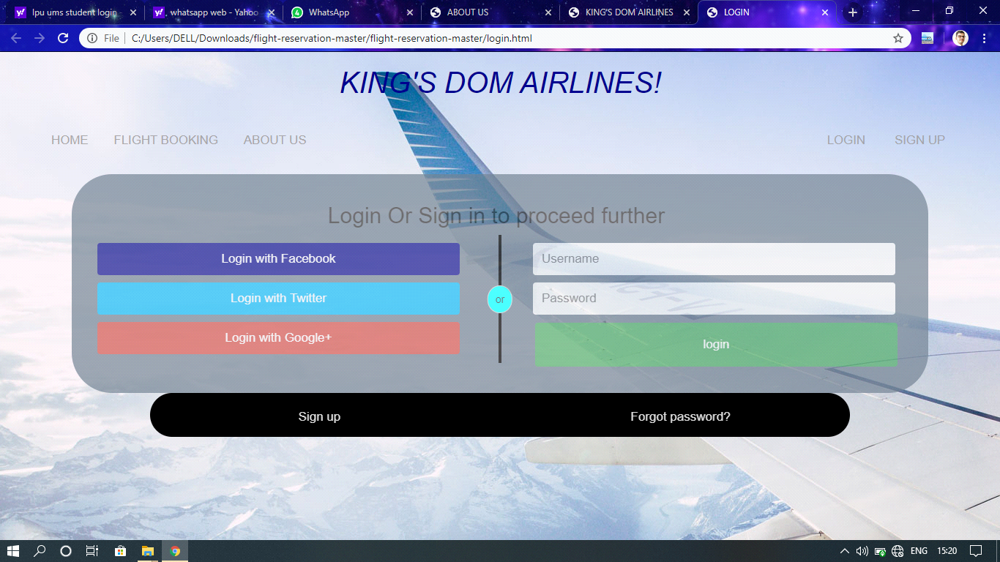 lpu ums student login -
whatsapp web - Yahoo
4
WhatsApp
ABOUT US
KING'S DOM AIRLINES
LOGIN
File
C:/Users/DELL/Downloads/flight-reservation-master/flight-reservation-master/login.html
KING'S DOM AIRLINES!
HOME FLIGHT BOOKING ABOUT US LOGIN SIGN UP
Login Or Sign in to proceed further
Login with Facebook
Login with Twitter
Login with Google+
or
Username
Password
login
Sign up Forgot password?
ENG 15:20